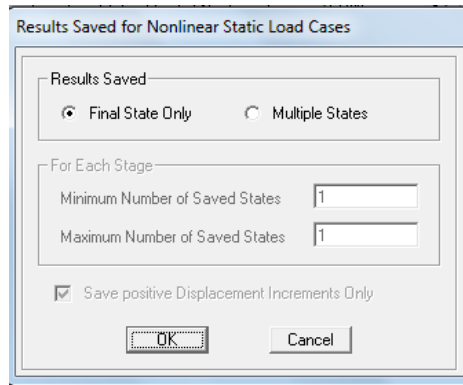 Results Saved for Nonlinear Static Load Cases
Results Saved
Final State Only Multiple States
For Each Stage
Minimum Number of Saved States 1
Maximum Number of Saved States 1
Save positive Displacement Increments Only
OK Cancel